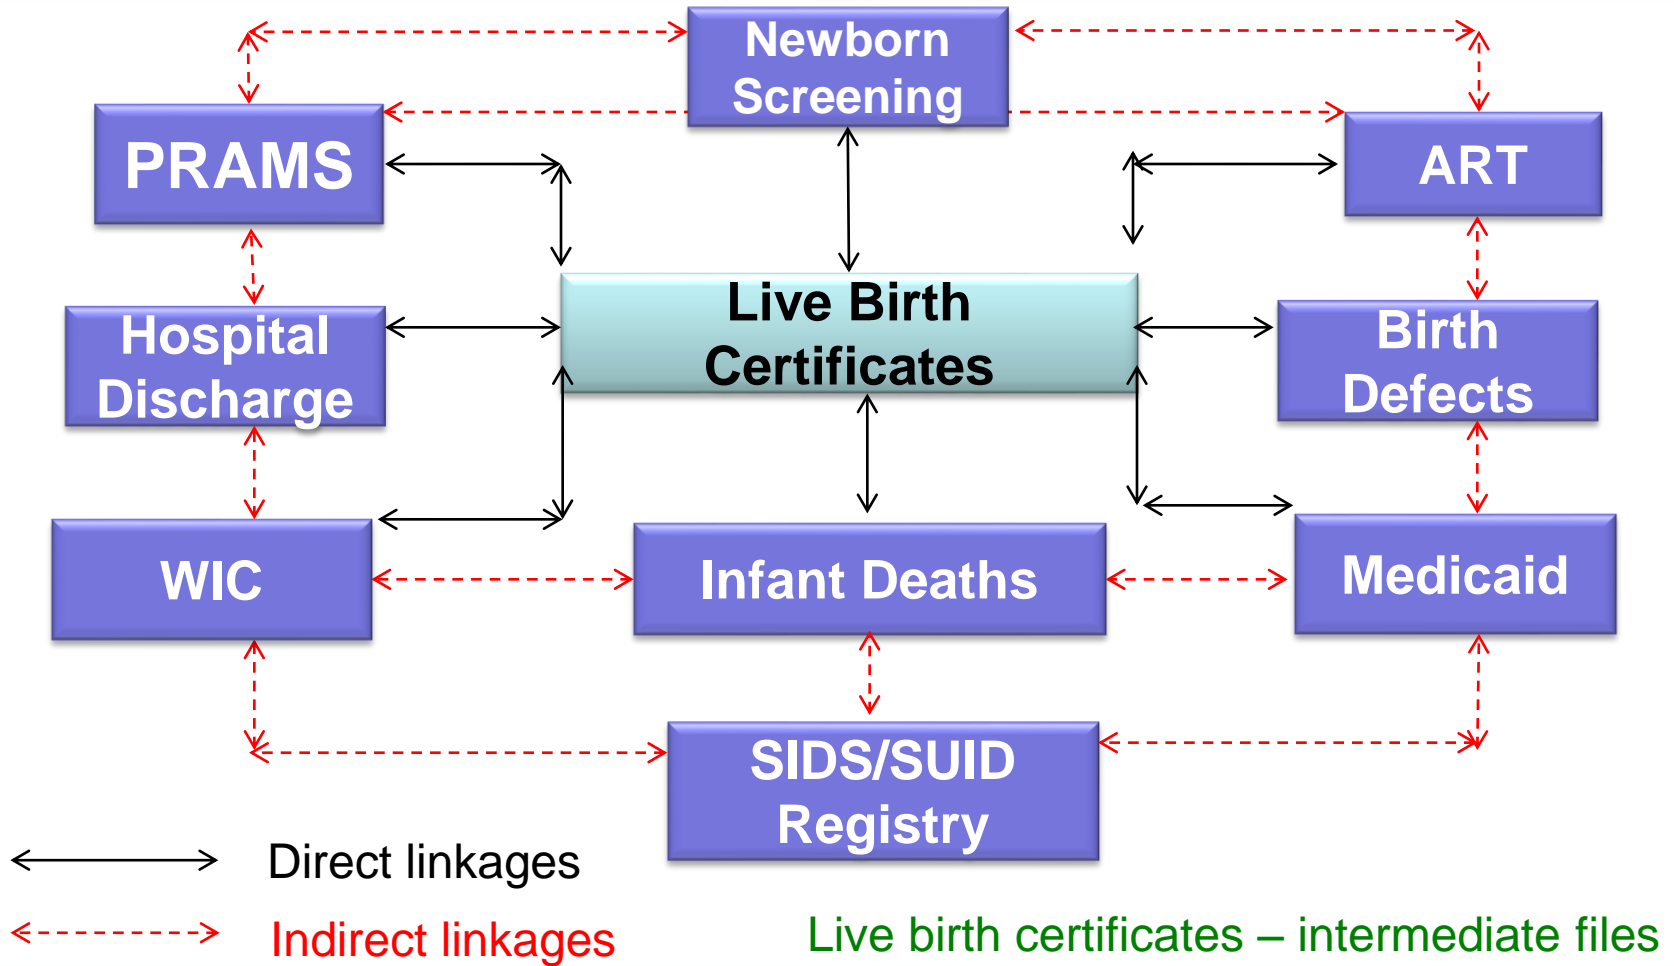 Newborn
Screening
PRAMS
ART
Live Birth
Certificates
Hospital
Discharge
Birth
Defects
WIC
Infant Deaths
Medicaid
SIDS/SUID
Registry
Direct linkages
Indirect linkages
Live birth certificates – intermediate files